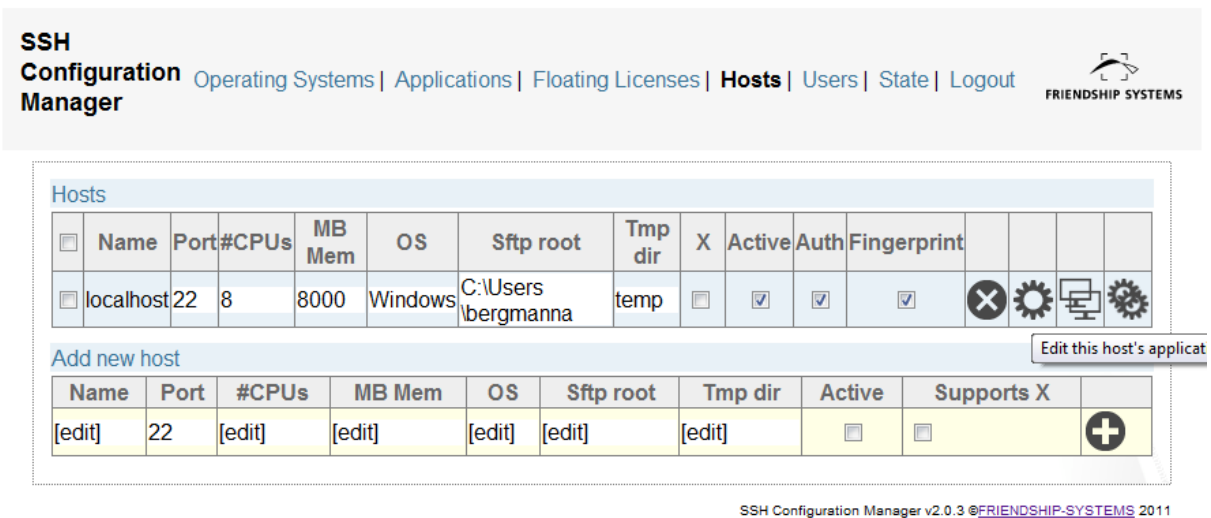 SSH
Configuration
Manager
Operating Systems | Applications | Floating Licenses | Hosts | Users | State | Logout
FRIENDSHIP SYSTEMS
Hosts
Name Port #CPUs MB Mem OS Sftp root Tmp dir X Active Auth Fingerprint
localhost 22 8 8000 Windows C:\Users \bergmanna temp
Edit this host's applicat
Add new host
Name Port #CPUs MB Mem OS Sftp root Tmp dir Active Supports X
[edit] 22 [edit] [edit] [edit] [edit] [edit]
SSH Configuration Manager v2.0.3 ©FRIENDSHIP-SYSTEMS 2011